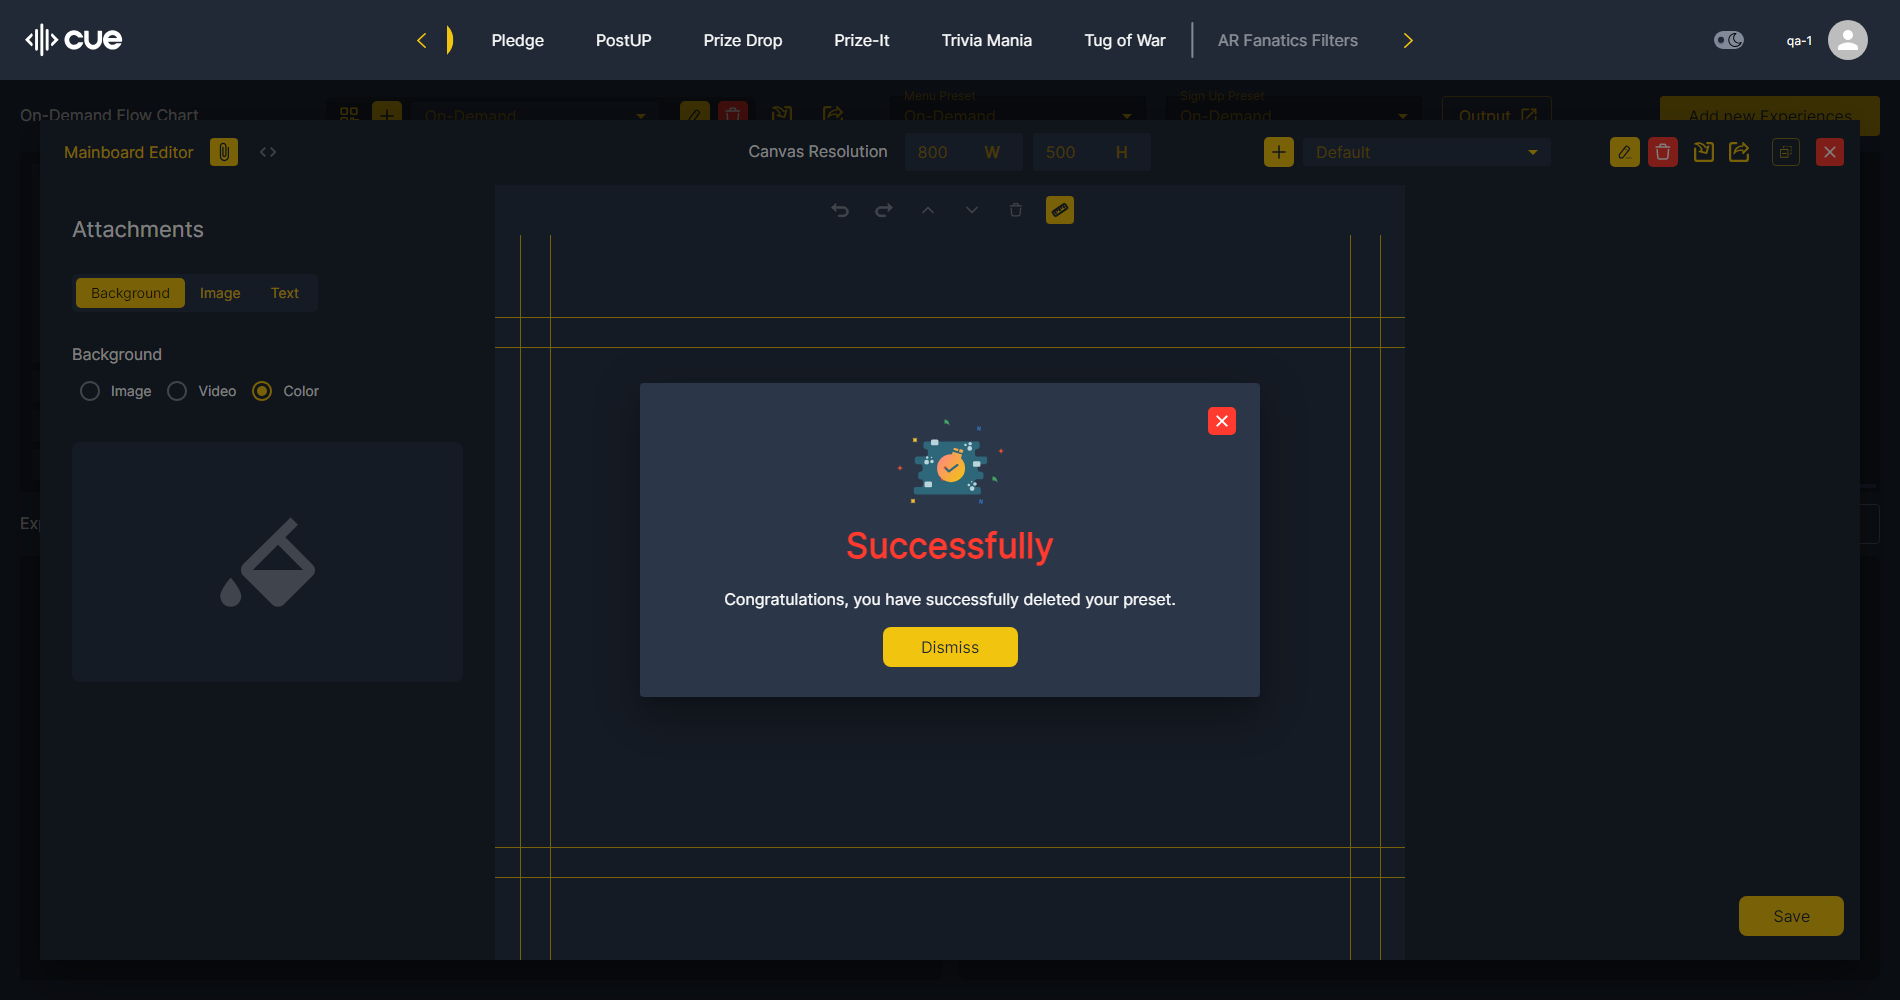 cue
Pledge
PostUP
Prize Drop
Prize-It
Trivia Mania
Tug of War
AR Fanatics Filters
qa-1
On-Demand Flow Chart
On-Demand
Menu Preset
On-Demand
Sign Up Preset
On-Demand
Output
Add new Experiences
Mainboard Editor
Canvas Resolution
800 W
500 H
Default
Attachments
Background
Image
Text
Background
Image
Video
Color
Successfully
Congratulations, you have successfully deleted your preset.
Dismiss
Save